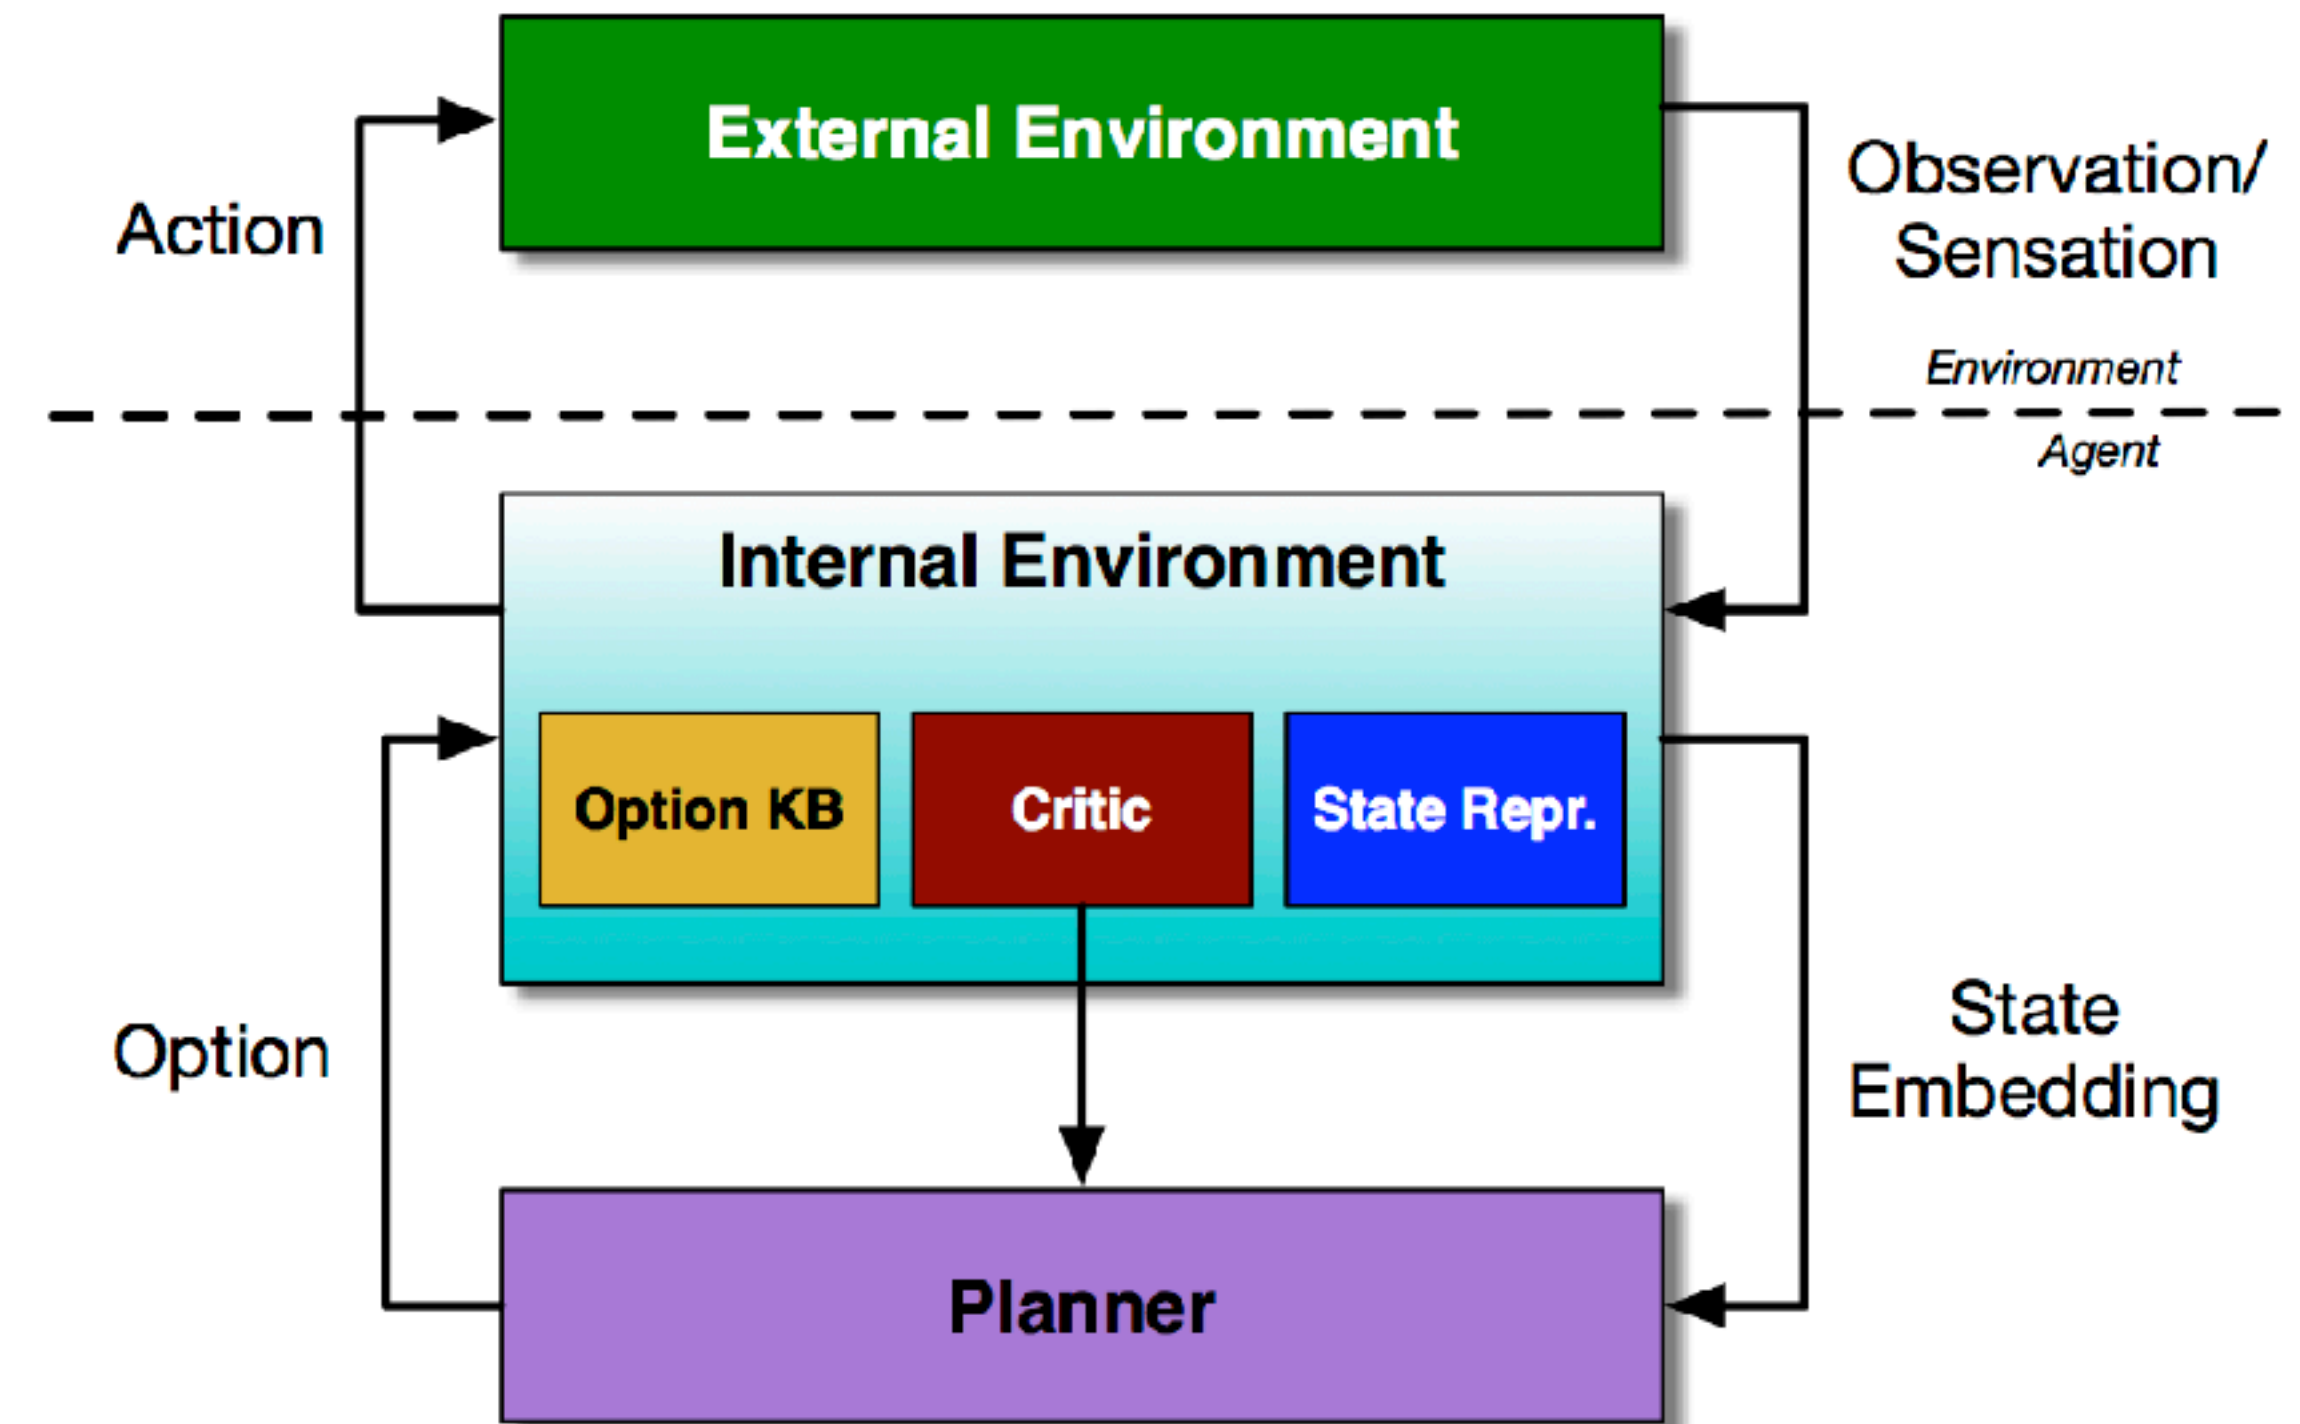 External Environment
Action
Observation/
Sensation
Environment
Agent
Internal Environment
Option KB
Critic
State Repr.
Option
State
Embedding
Planner